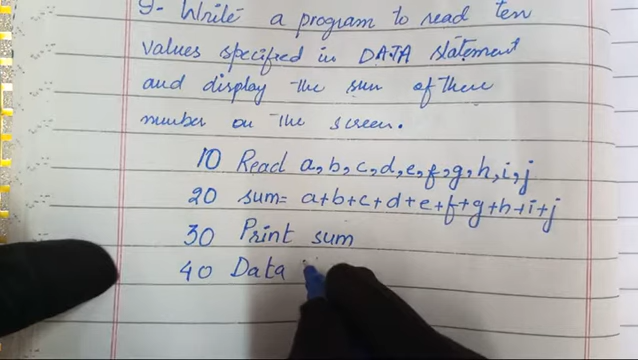 9- Write a program to read ten
values specified in DATA statement
and display the sum of these
number on the screen.
10 Read a,b,c,d,e,f,g,h,i,j
20 sum= a+b+c+d+e+f+g+h+i+j
30 Print sum
40 Data